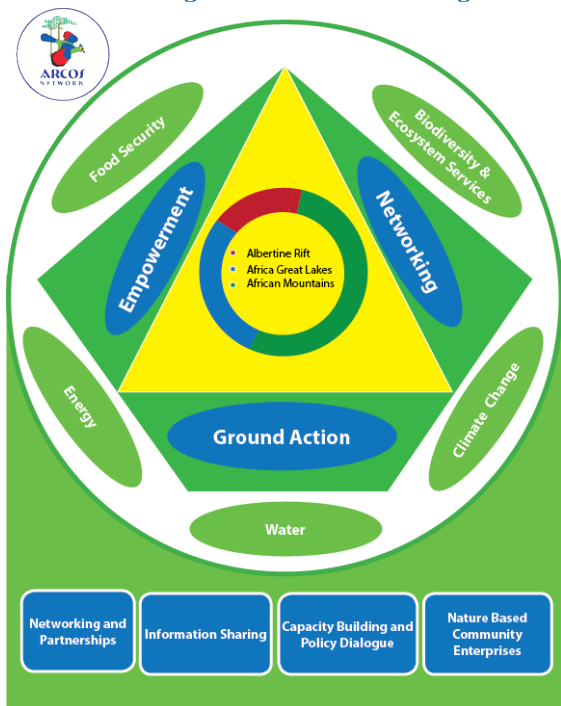 ARCOS
NETWORK
Food Security
Biodiversity &
Ecosystem Services
Empowerment
Networking
Albertine Rift
Africa Great Lakes
African Mountains
Energy
Climate Change
Ground Action
Water
Networking and
Partnerships
Information Sharing
Capacity Building and
Policy Dialogue
Nature Based
Community
Enterprises